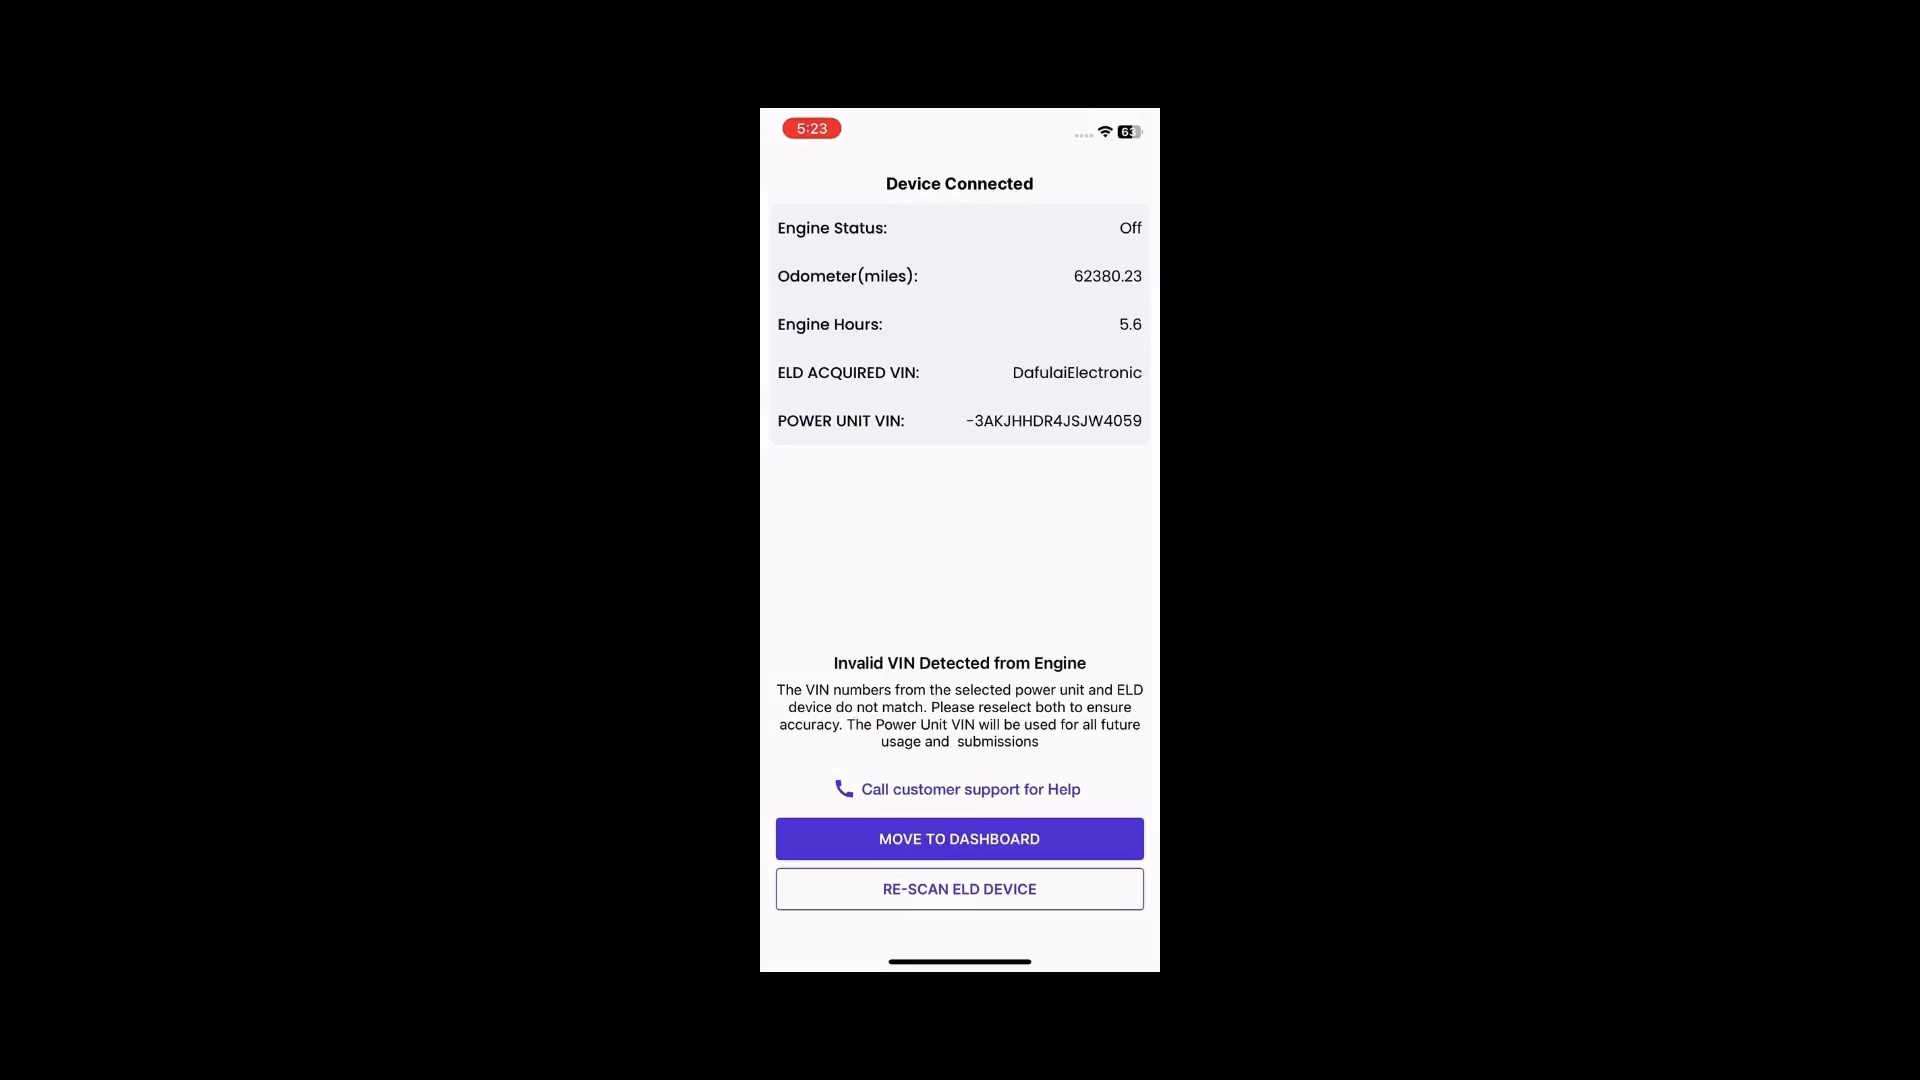 5:23
63
Device Connected
Engine Status: Off
Odometer(miles): 62380.23
Engine Hours: 5.6
ELD ACQUIRED VIN: DafulaiElectronic
POWER UNIT VIN: -3AKJHHDR4JSJW4059
Invalid VIN Detected from Engine
The VIN numbers from the selected power unit and ELD
device do not match. Please reselect both to ensure
accuracy. The Power Unit VIN will be used for all future
usage and  submissions
Call customer support for Help
MOVE TO DASHBOARD
RE-SCAN ELD DEVICE